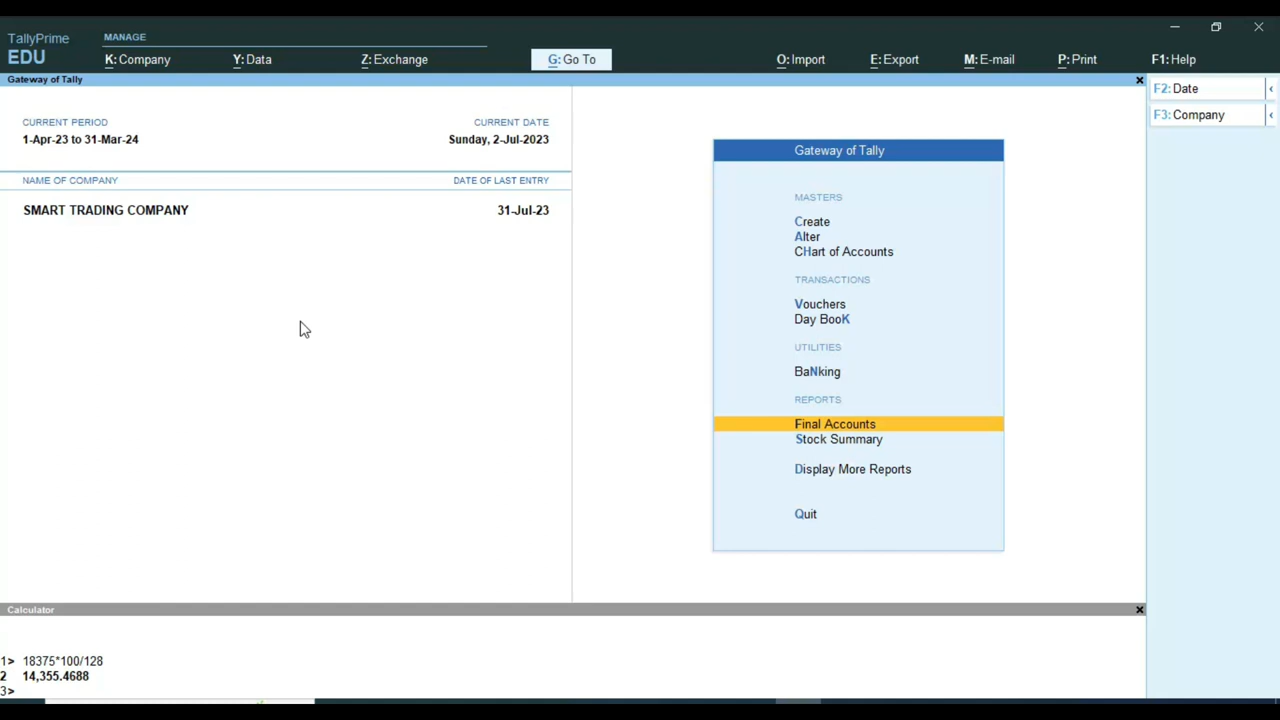 TallyPrime
EDU
MANAGE
K: Company
Y: Data
Z: Exchange
G: Go To
O: Import
E: Export
M: E-mail
P: Print
F1: Help
Gateway of Tally
F2: Date
F3: Company
CURRENT PERIOD
CURRENT DATE
1-Apr-23 to 31-Mar-24
Sunday, 2-Jul-2023
NAME OF COMPANY
DATE OF LAST ENTRY
SMART TRADING COMPANY
31-Jul-23
Gateway of Tally
MASTERS
Create
Alter
CHart of Accounts
TRANSACTIONS
Vouchers
Day BooK
UTILITIES
BaNking
REPORTS
Final Accounts
Stock Summary
Display More Reports
Quit
Calculator
1> 18375*100/128
2 14,355.4688
3>